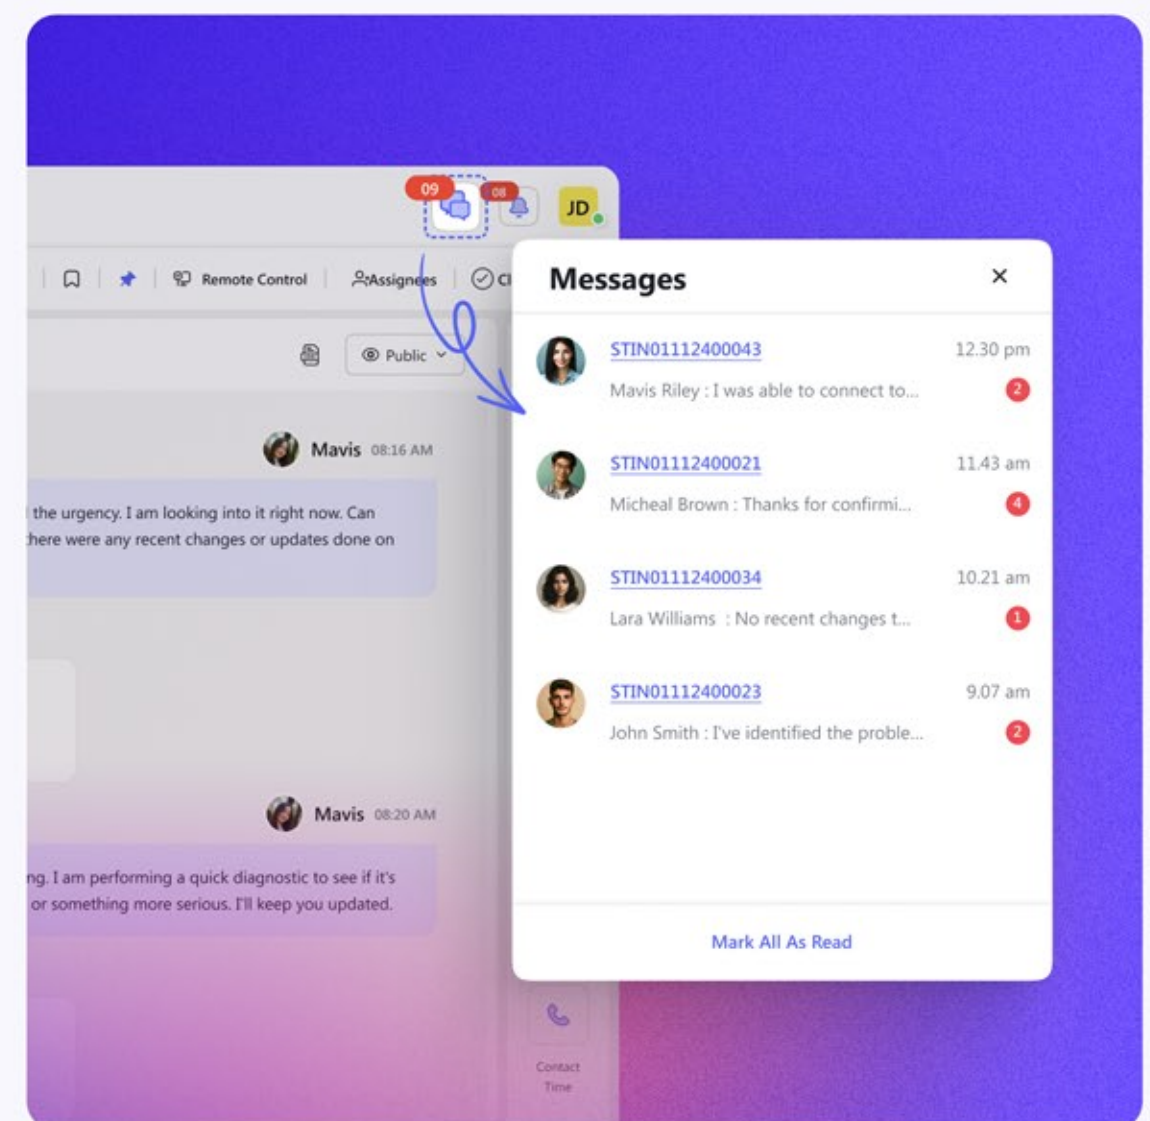 09
08
JD
Remote Control
Assignees
Cl
Public
Mavis 08:16 AM
the urgency. I am looking into it right now. Can
here were any recent changes or updates done on
Mavis 08:20 AM
ng. I am performing a quick diagnostic to see if it's
or something more serious. I'll keep you updated.
Contact
Time
Messages
STIN01112400043 12.30 pm
Mavis Riley : I was able to connect to... 2
STIN01112400021 11.43 am
Micheal Brown : Thanks for confirmi... 4
STIN01112400034 10.21 am
Lara Williams : No recent changes t... 1
STIN01112400023 9.07 am
John Smith : I've identified the proble... 2
Mark All As Read